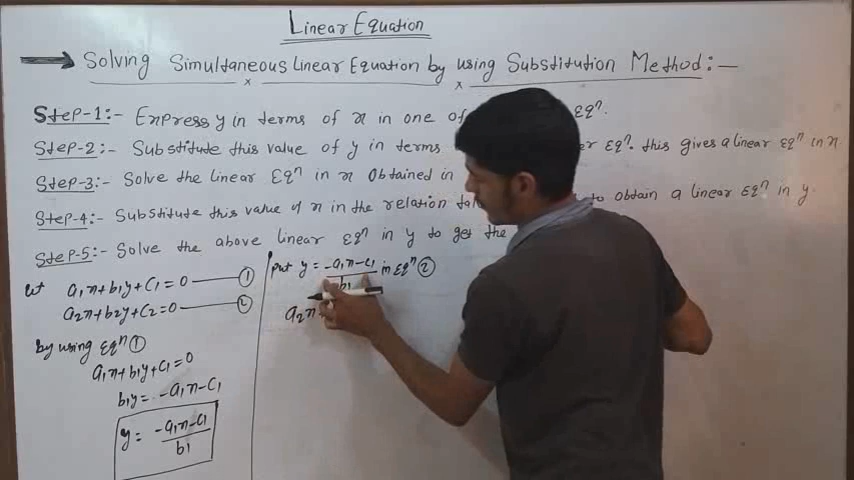 Linear Equation
Solving Simultaneous Linear Equation by using Substitution Method:—
Step-1:- Express y in terms of x in one of Eqn.
Step-2:- Substitute this value of y in terms Eqn. this gives a linear Eqn in x.
Step-3:- Solve the linear Eqn in x obtained in
Step-4:- Substitute this value of x in the relation to obtain a linear Eqn in y.
Step-5:- Solve the above linear Eqn in y to get the
let a1x+b1y+c1=0 —— ①
a2x+b2y+c2=0 —— ②
by using Eqn ①
a1x+b1y+c1=0
b1y = -a1x-c1
y = -a1x-c1
b1
put y = -a1x-c1 in Eqn ②
b1
a2x